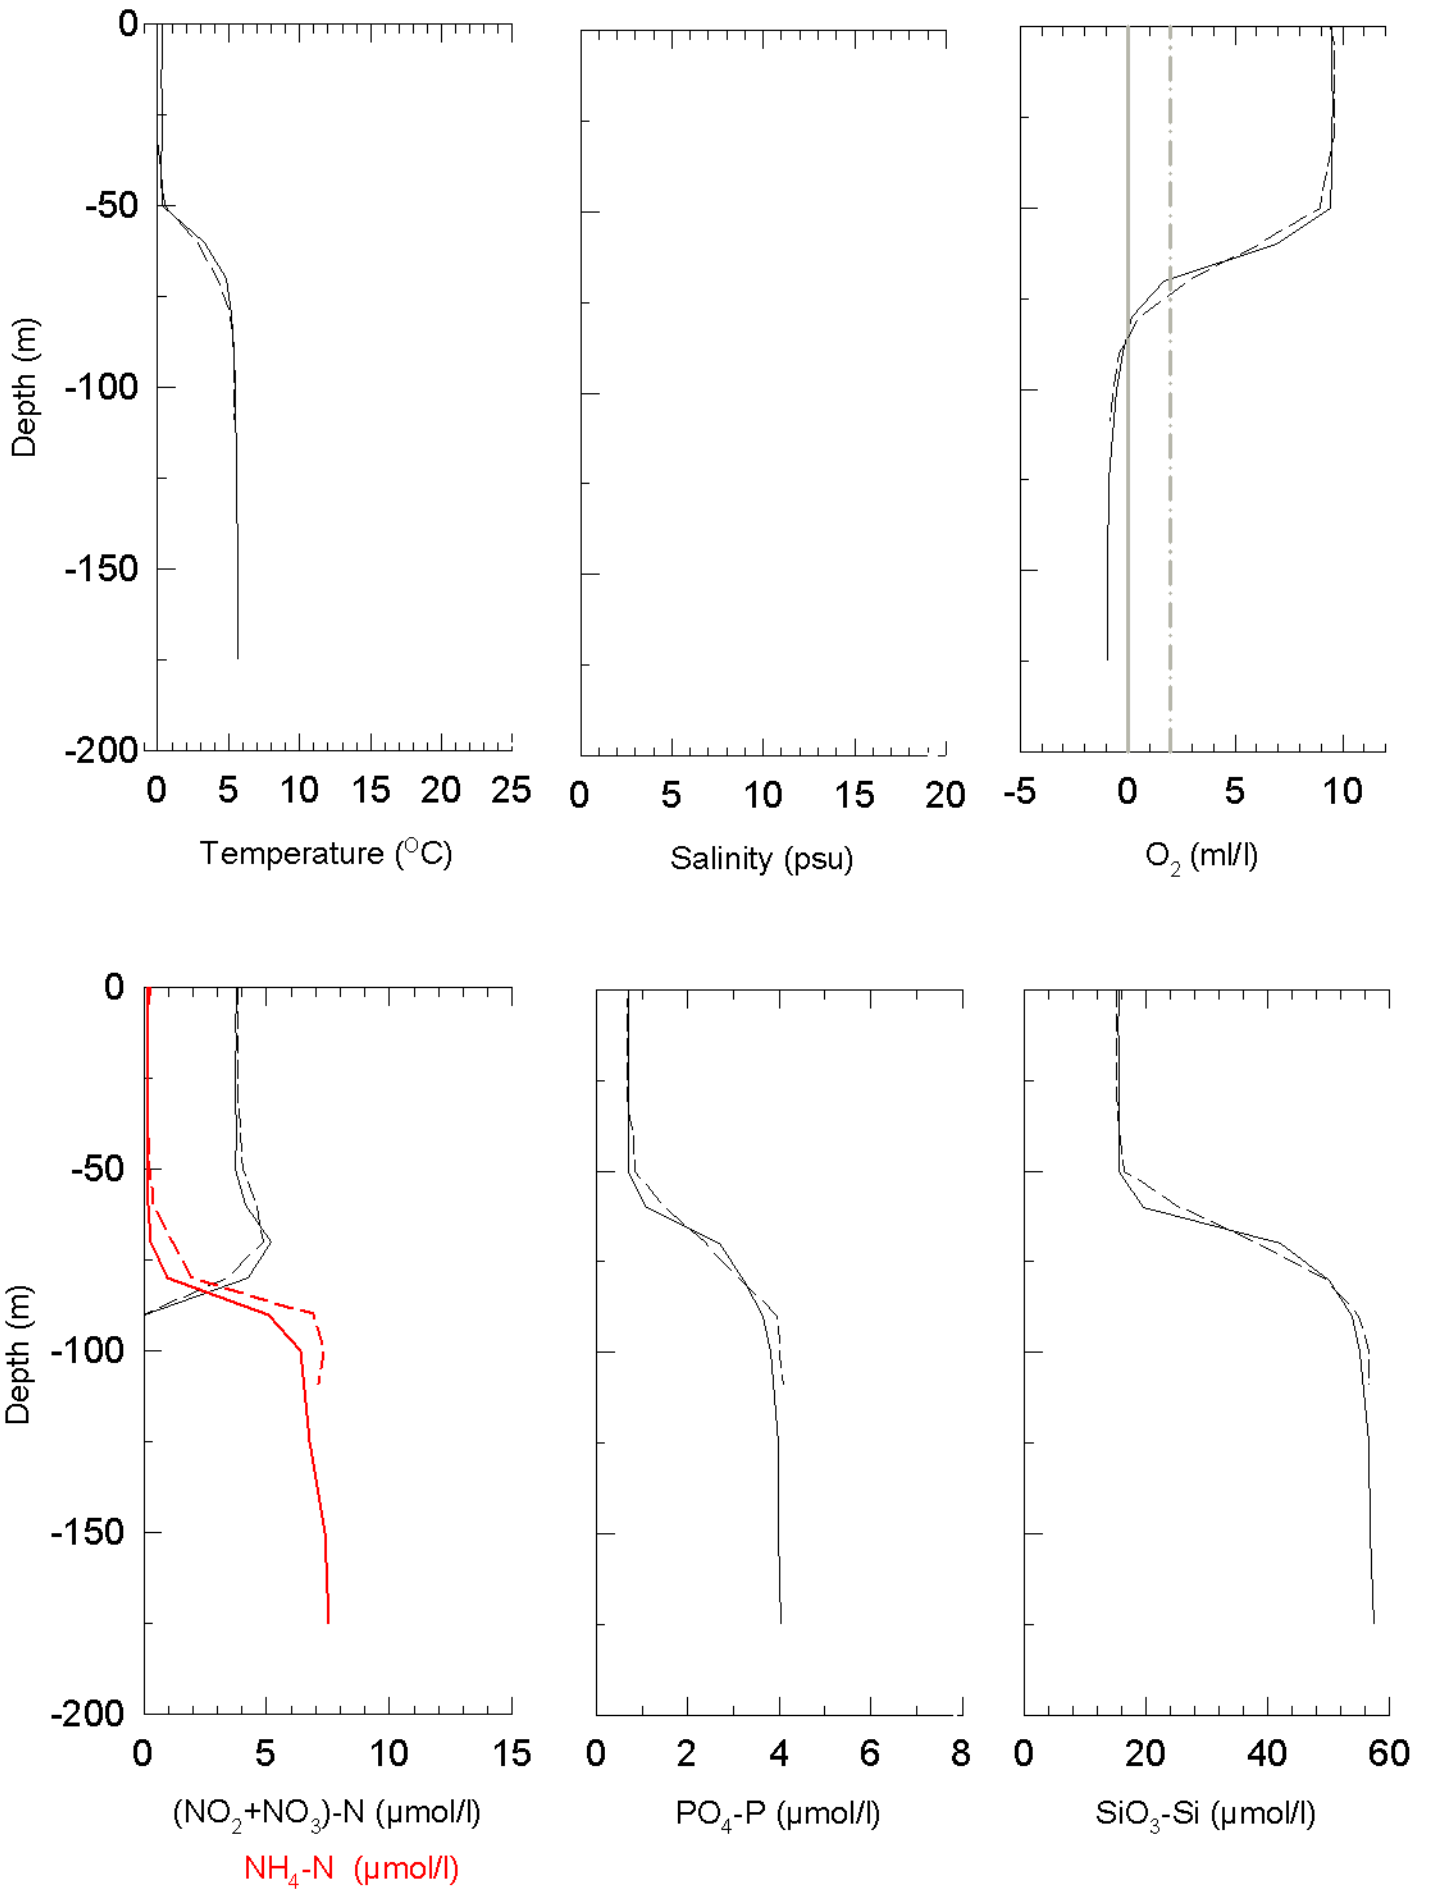 0
-50
-100
-150
-200
Depth (m)
0 5 10 15 20 25
Temperature (°C)
0 5 10 15 20
Salinity (psu)
-5 0 5 10
O₂ (ml/l)
0
-50
-100
-150
-200
Depth (m)
0 5 10 15
(NO₂+NO₃)-N (µmol/l)
NH₄-N (µmol/l)
0 2 4 6 8
PO₄-P (µmol/l)
0 20 40 60
SiO₃-Si (µmol/l)